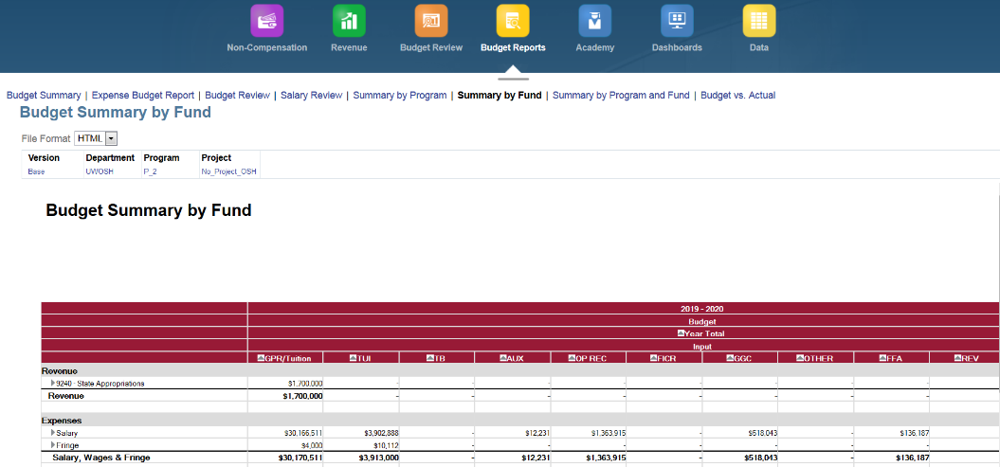 Non-Compensation Revenue Budget Review Budget Reports Academy Dashboards Data
Budget Summary | Expense Budget Report | Budget Review | Salary Review | Summary by Program | Summary by Fund | Summary by Program and Fund | Budget vs. Actual
Budget Summary by Fund
File Format HTML
Version Department Program Project
Base UWOSH P_2 No_Project_OSH
Budget Summary by Fund
2019 - 2020
Budget
Year Total
Input
GPR/Tuition TUI TB AUX OP REC FICR GGC OTHER FFA REV
Revenue
9240 - State Appropriations $1,700,000 - - - - - - - -
Revenue $1,700,000 - - - - - - - -
Expenses
Salary $30,166,511 $3,902,888 - $12,231 $1,363,915 - $518,043 - $136,187
Fringe $4,000 $10,112 - - - - - - -
Salary, Wages & Fringe $30,170,511 $3,913,000 - $12,231 $1,363,915 - $518,043 - $136,187